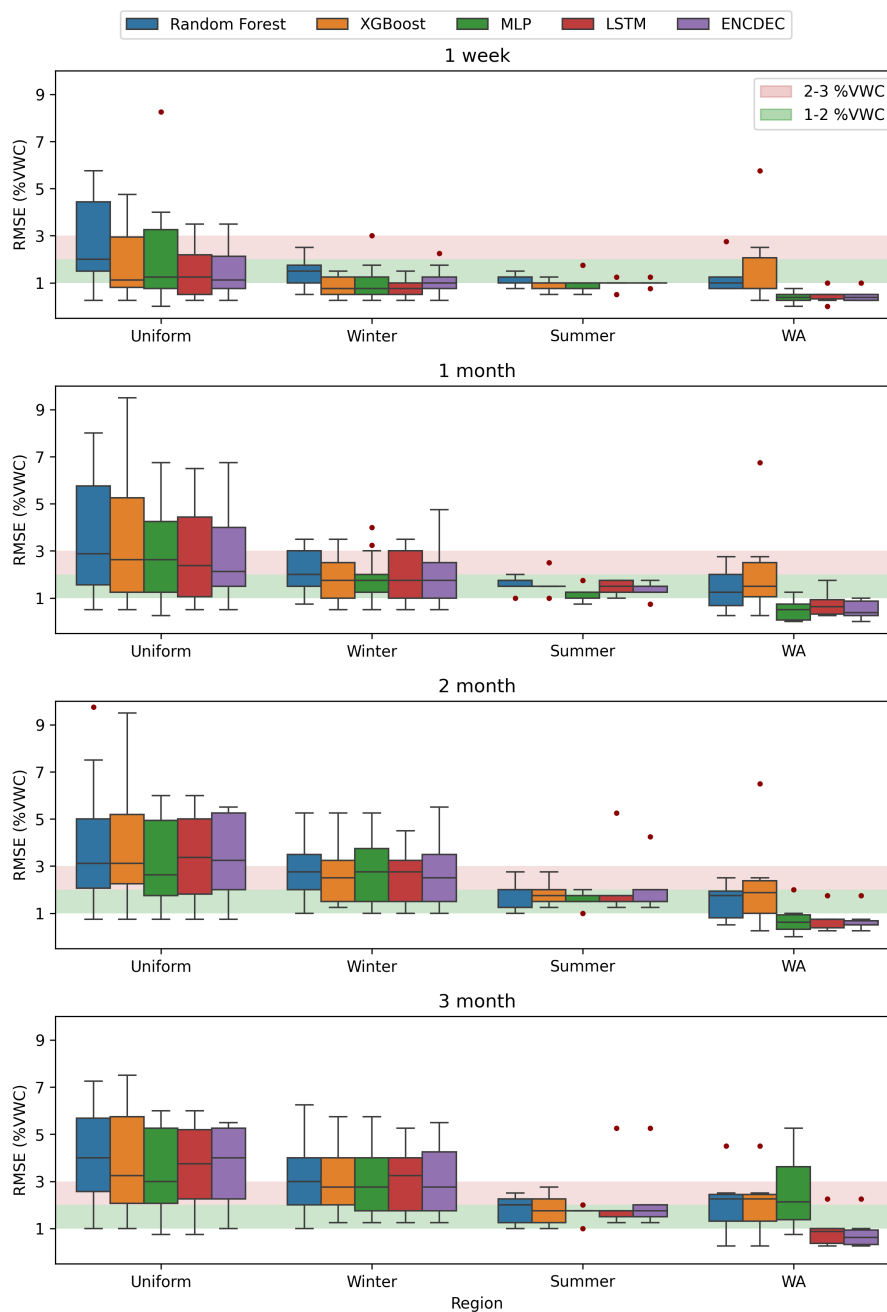 Random Forest XGBoost MLP LSTM ENCDEC
1 week
2-3 %VWC
1-2 %VWC
9
7
5
3
1
RMSE (%VWC)
Uniform Winter Summer WA
1 month
9
7
5
3
1
RMSE (%VWC)
Uniform Winter Summer WA
2 month
9
7
5
3
1
RMSE (%VWC)
Uniform Winter Summer WA
3 month
9
7
5
3
1
RMSE (%VWC)
Uniform Winter Summer WA
Region